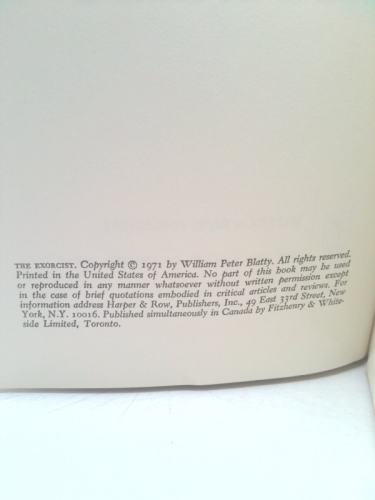 THE EXORCIST. Copyright © 1971 by William Peter Blatty. All rights reserved.
Printed in the United States of America. No part of this book may be used
or reproduced in any manner whatsoever without written permission except
in the case of brief quotations embodied in critical articles and reviews. For
information address Harper & Row, Publishers, Inc., 49 East 33rd Street, New
York, N.Y. 10016. Published simultaneously in Canada by Fitzhenry & White-
side Limited, Toronto.